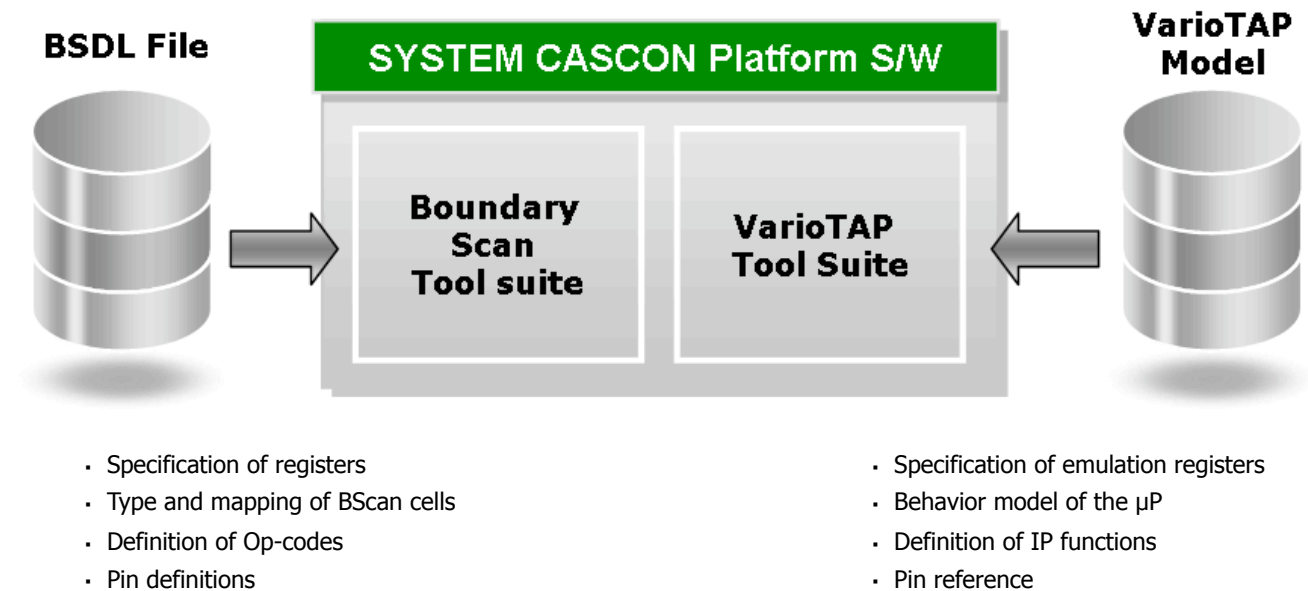 BSDL File
SYSTEM CASCON Platform S/W
VarioTAP
Model
Boundary
Scan
Tool suite
VarioTAP
Tool Suite
· Specification of registers
· Type and mapping of BScan cells
· Definition of Op-codes
· Pin definitions
· Specification of emulation registers
· Behavior model of the µP
· Definition of IP functions
· Pin reference